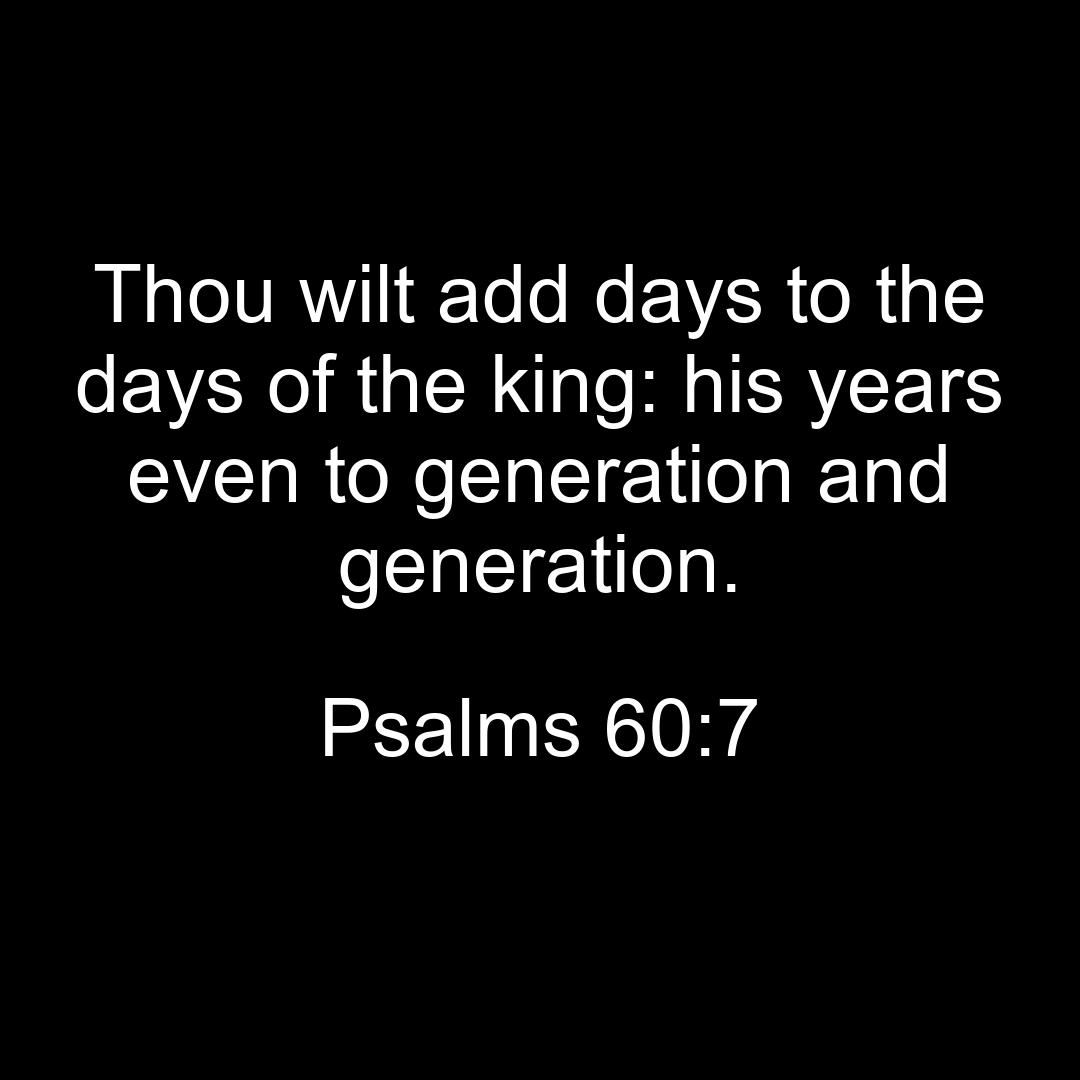 Thou wilt add days to the
days of the king: his years
even to generation and
generation.
Psalms 60:7